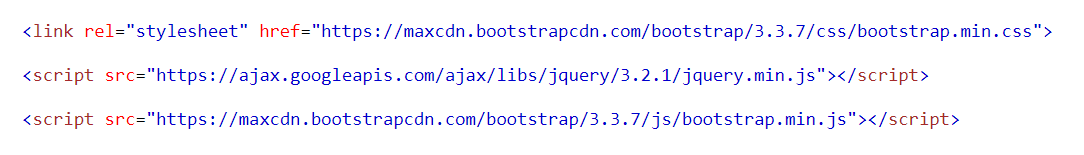 <link rel="stylesheet" href="https://maxcdn.bootstrapcdn.com/bootstrap/3.3.7/css/bootstrap.min.css">
<script src="https://ajax.googleapis.com/ajax/libs/jquery/3.2.1/jquery.min.js"></script>
<script src="https://maxcdn.bootstrapcdn.com/bootstrap/3.3.7/js/bootstrap.min.js"></script>